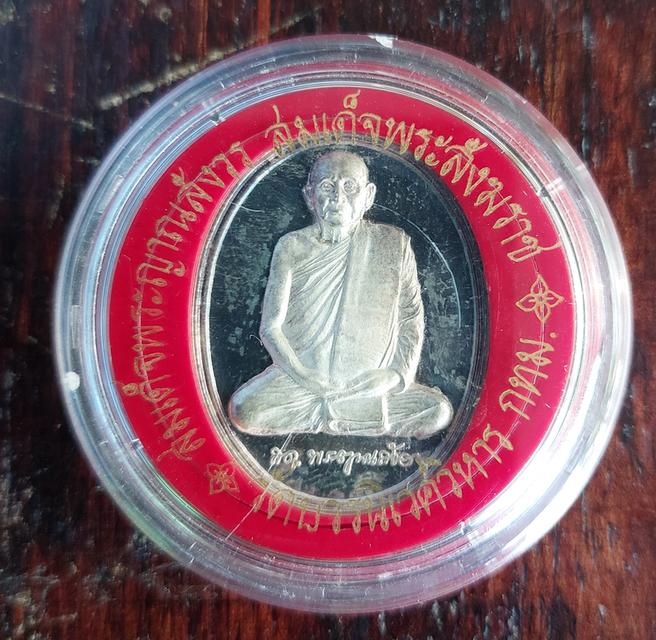 สมเด็จพระญาณสังวร สมเด็จพระสังฆราช
วัดบวรนิเวศวิหาร กทม.